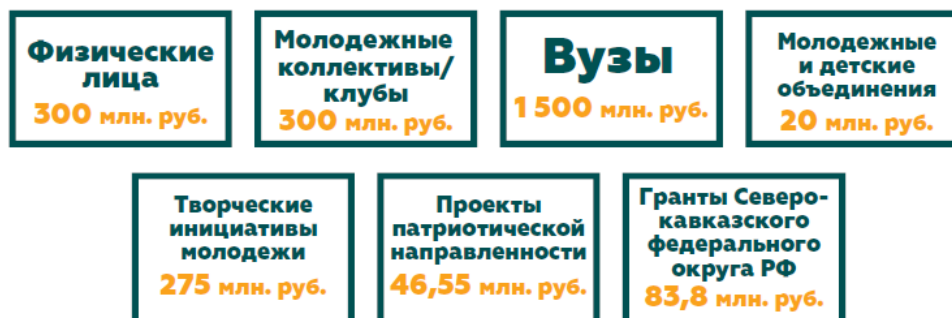 Физические
лица
300 млн. руб.
Молодежные
коллективы/
клубы
300 млн. руб.
Вузы
1 500 млн. руб.
Молодежные
и детские
объединения
20 млн. руб.
Творческие
инициативы
молодежи
275 млн. руб.
Проекты
патриотической
направленности
46,55 млн. руб.
Гранты Северо-
кавказского
федерального
округа РФ
83,8 млн. руб.